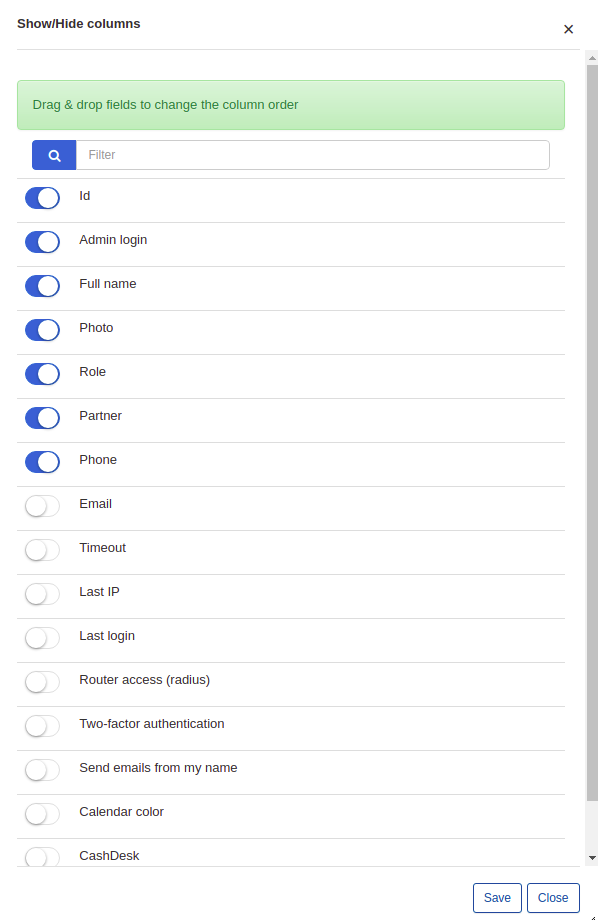 Show/Hide columns
×
Drag & drop fields to change the column order
Filter
Id
Admin login
Full name
Photo
Role
Partner
Phone
Email
Timeout
Last IP
Last login
Router access (radius)
Two-factor authentication
Send emails from my name
Calendar color
CashDesk
Save Close